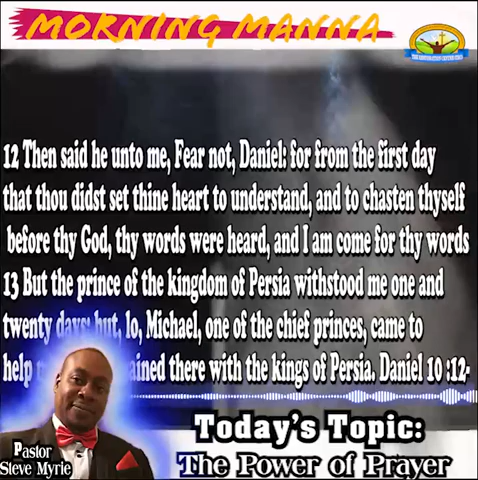 MORNING MANNA
12 Then said he unto me, Fear not, Daniel: for from the first day
that thou didst set thine heart to understand, and to chasten thyself
before thy God, thy words were heard, and I am come for thy words
13 But the prince of the kingdom of Persia withstood me one and
twenty days: but, lo, Michael, one of the chief princes, came to
help ained there with the kings of Persia. Daniel 10 :12-
Today's Topic:
The Power of Prayer
Pastor
Steve Myrie